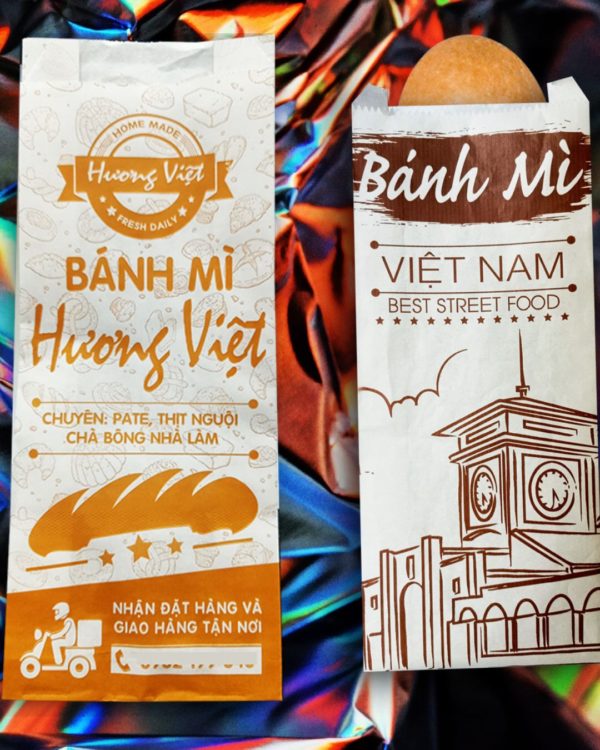 HOME MADE
Hương Việt
FRESH DAILY
BÁNH MÌ
Hương Việt
CHUYÊN: PATE, THỊT NGUỘI
CHẢ BÔNG NHÀ LÀM
NHẬN ĐẶT HÀNG VÀ
GIAO HÀNG TẬN NƠI
Bánh Mì
VIỆT NAM
BEST STREET FOOD